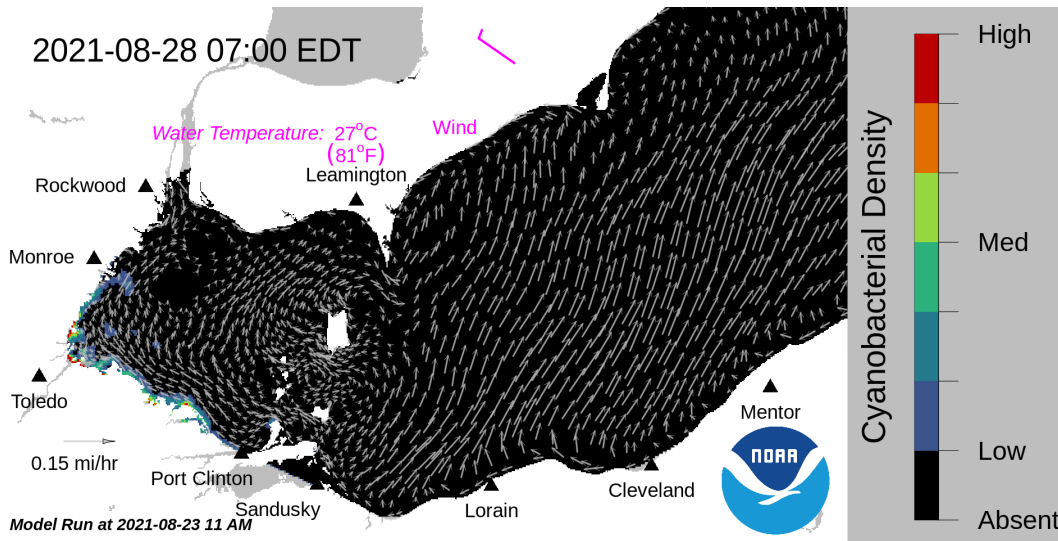 2021-08-28 07:00 EDT
Water Temperature: 27°C
(81°F)
Wind
Leamington
Rockwood
Monroe
Toledo
0.15 mi/hr
Port Clinton
Sandusky
Lorain
Cleveland
Mentor
NOAA
Model Run at 2021-08-23 11 AM
Cyanobacterial Density
High
Med
Low
Absent